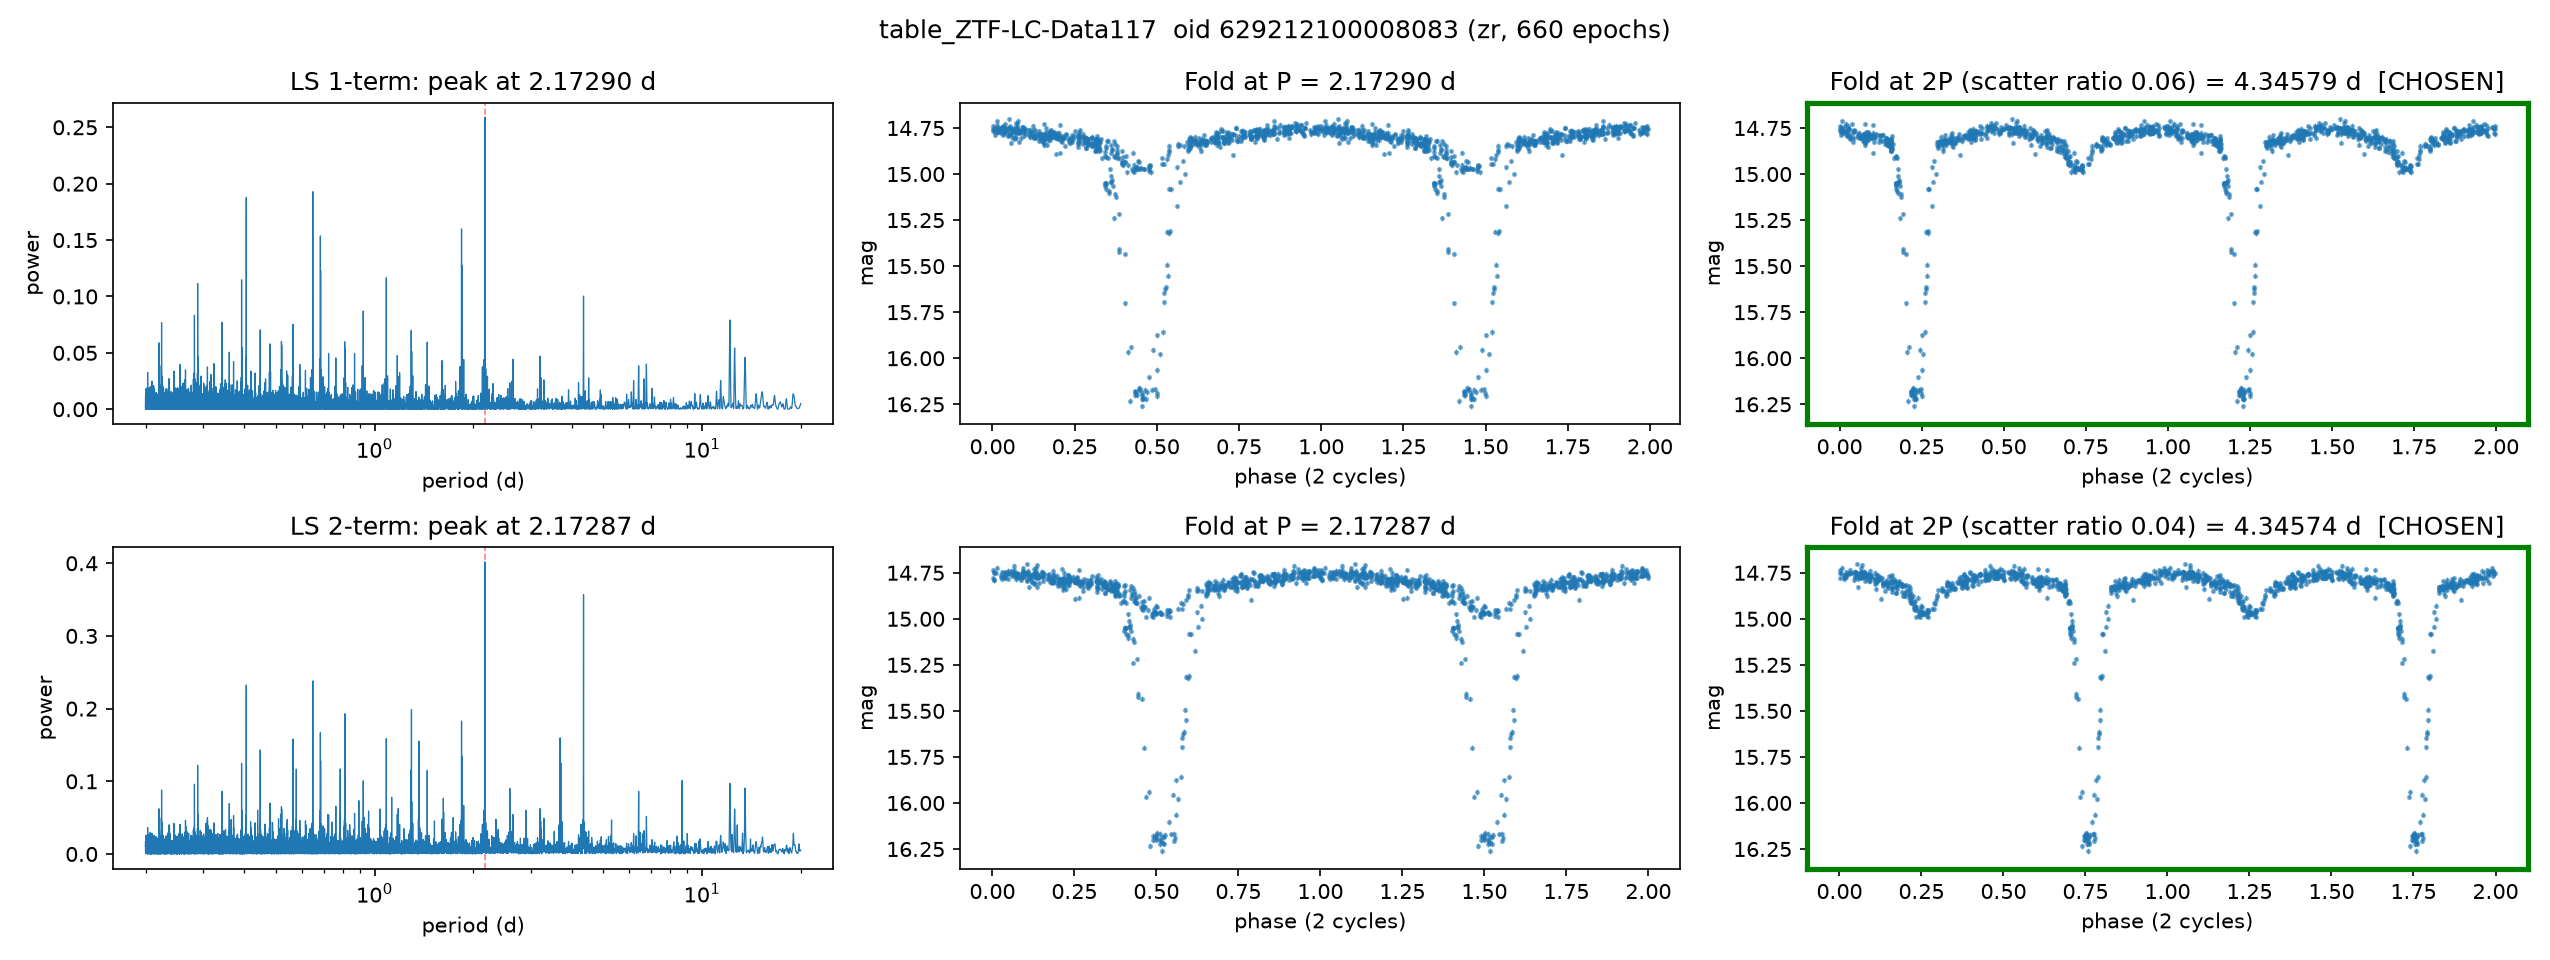 table_ZTF-LC-Data117  oid 629212100008083 (zr, 660 epochs)
LS 1-term: peak at 2.17290 d
power
0.25
0.20
0.15
0.10
0.05
0.00
10⁰
10¹
period (d)
Fold at P = 2.17290 d
mag
14.75
15.00
15.25
15.50
15.75
16.00
16.25
0.00 0.25 0.50 0.75 1.00 1.25 1.50 1.75 2.00
phase (2 cycles)
Fold at 2P (scatter ratio 0.06) = 4.34579 d  [CHOSEN]
mag
14.75
15.00
15.25
15.50
15.75
16.00
16.25
0.00 0.25 0.50 0.75 1.00 1.25 1.50 1.75 2.00
phase (2 cycles)
LS 2-term: peak at 2.17287 d
power
0.4
0.3
0.2
0.1
0.0
10⁰
10¹
period (d)
Fold at P = 2.17287 d
mag
14.75
15.00
15.25
15.50
15.75
16.00
16.25
0.00 0.25 0.50 0.75 1.00 1.25 1.50 1.75 2.00
phase (2 cycles)
Fold at 2P (scatter ratio 0.04) = 4.34574 d  [CHOSEN]
mag
14.75
15.00
15.25
15.50
15.75
16.00
16.25
0.00 0.25 0.50 0.75 1.00 1.25 1.50 1.75 2.00
phase (2 cycles)